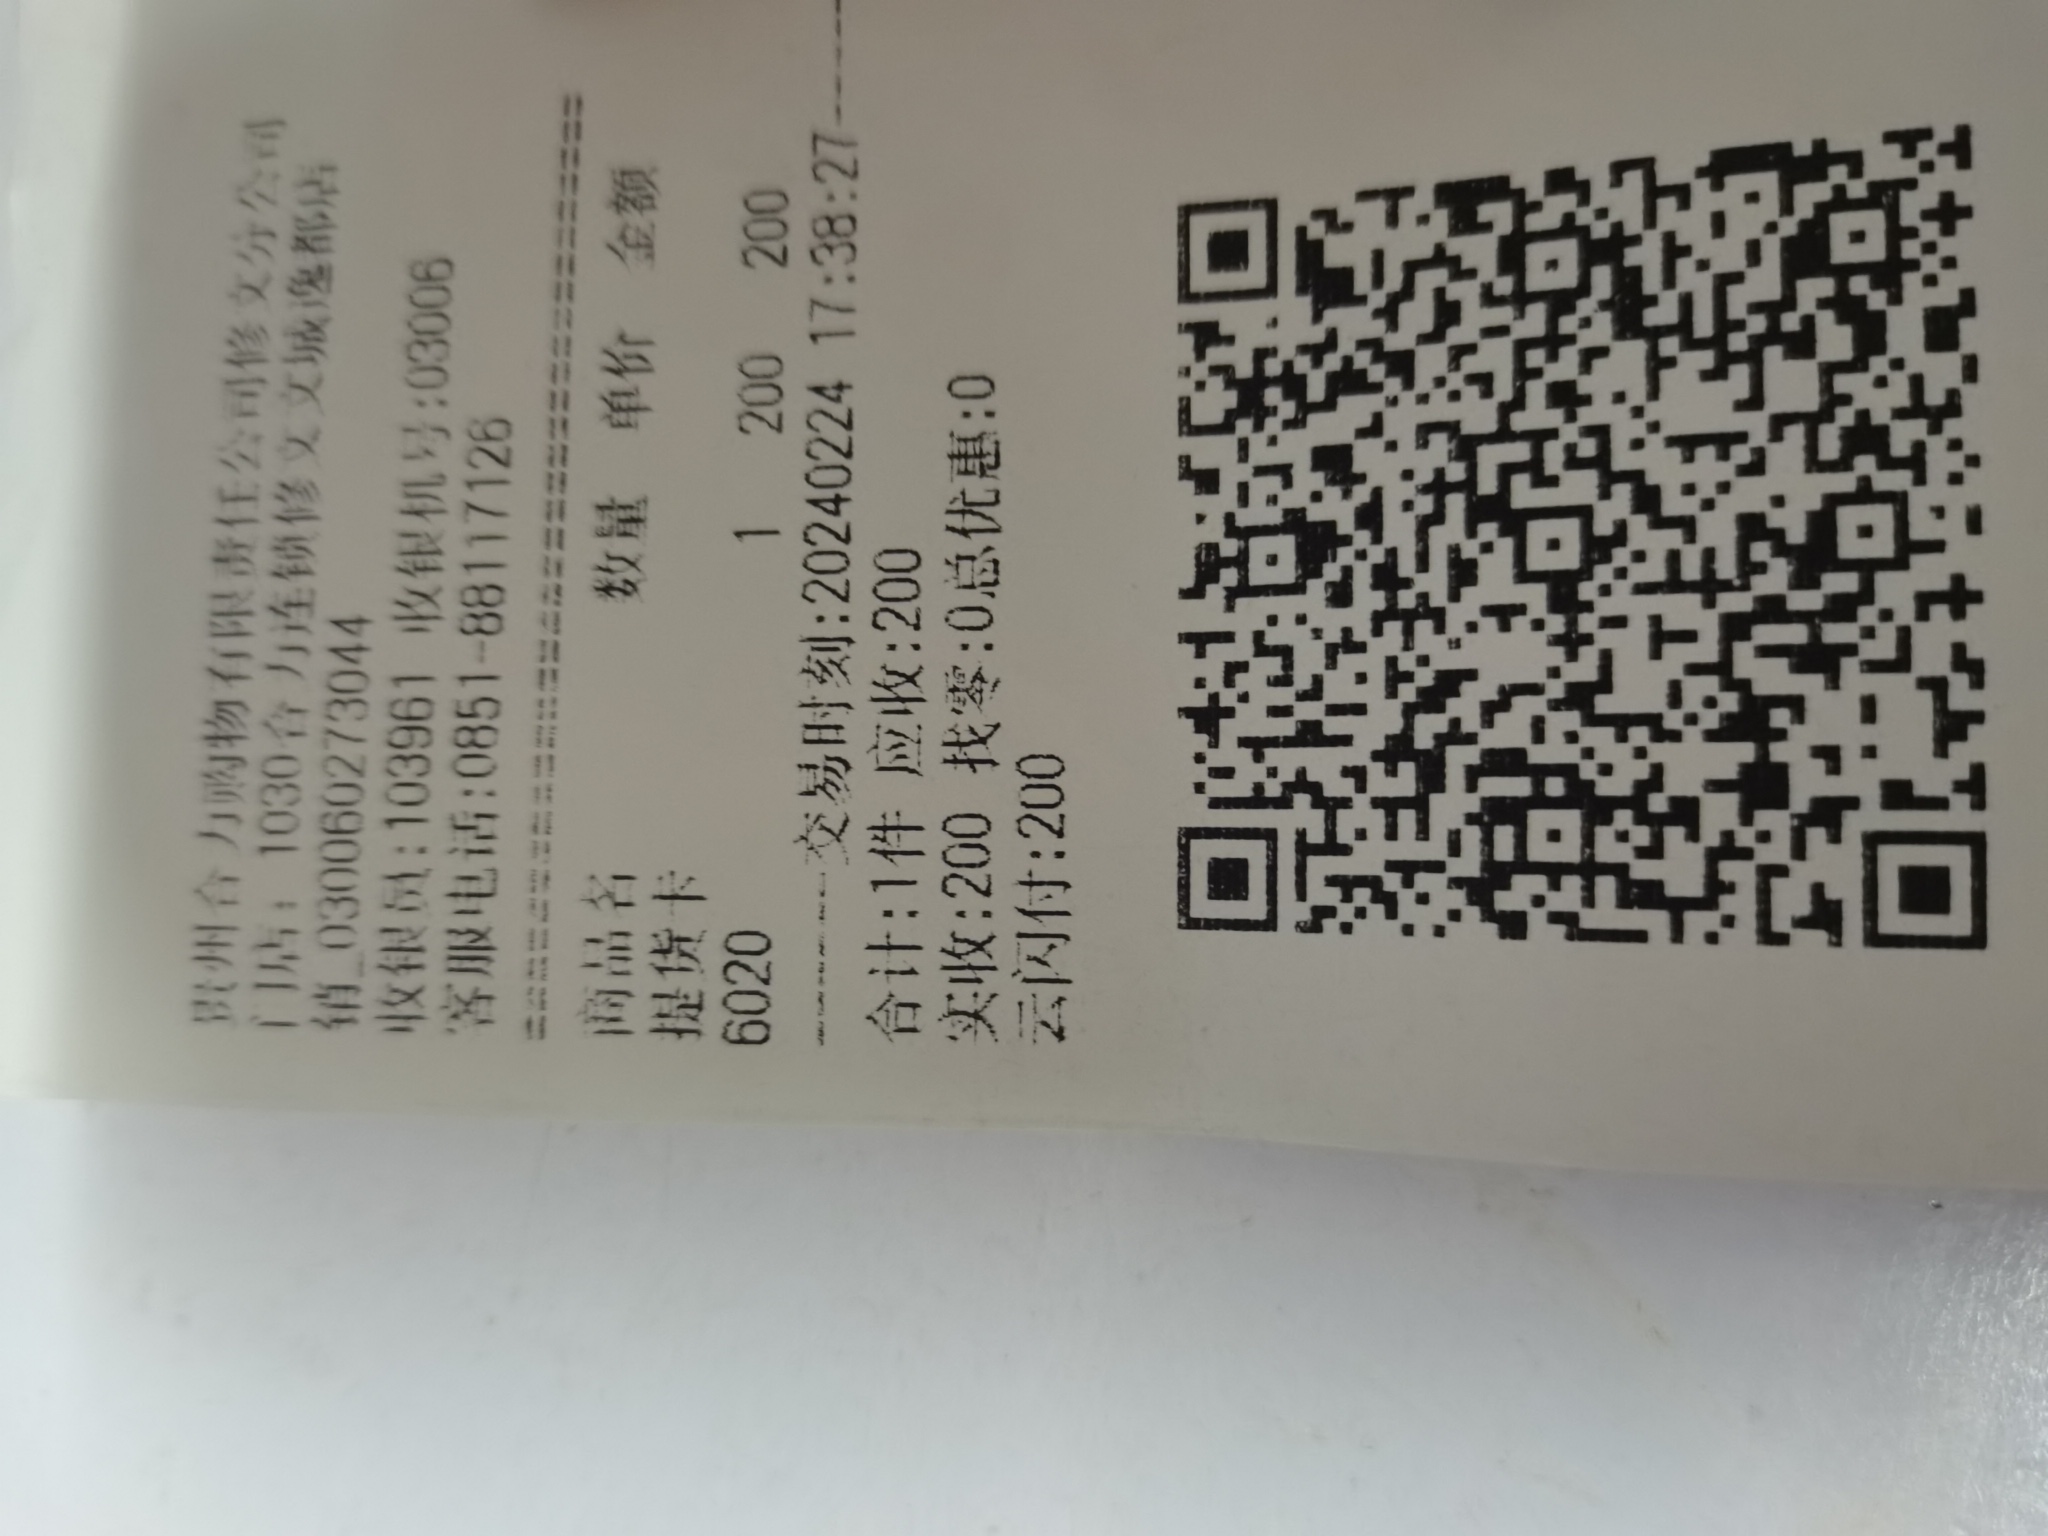 贵州合力购物有限责任公司修文分公司
门店: 1030合力连锁修文文城逸都店
销_030060273044
收银员:103961 收银机号:03006
客服电话:0851-88117126
商品名 数量 单价 金额
提货卡
6020 1 200 200
--------交易时刻:20240224 17:38:27--------
合计:1件 应收:200
实收:200 找零:0总优惠:0
云闪付:200